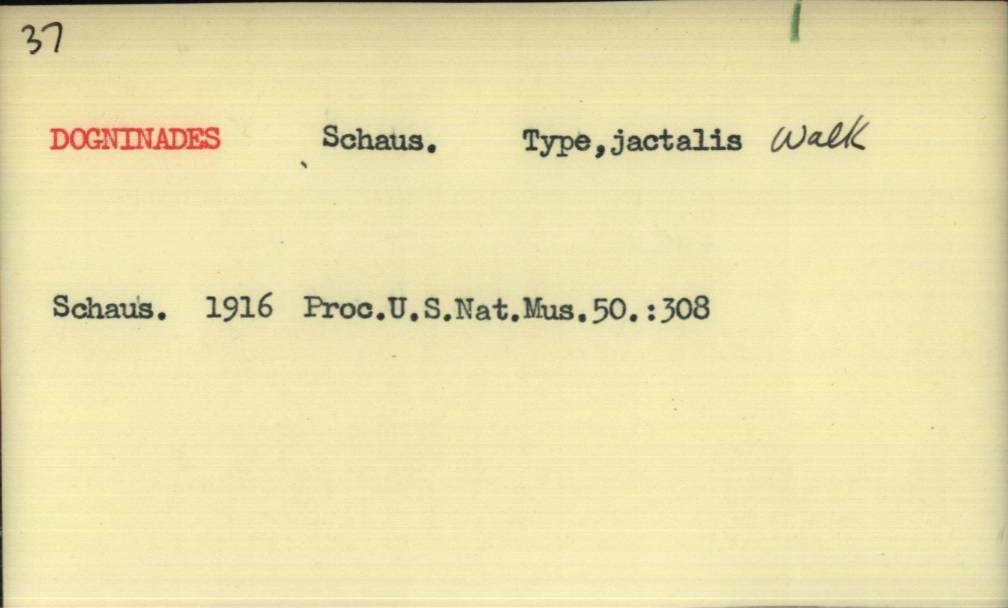 37
DOGNINADES Schaus. Type,jactalis Walk
Schaus. 1916 Proc.U.S.Nat.Mus.50.:308